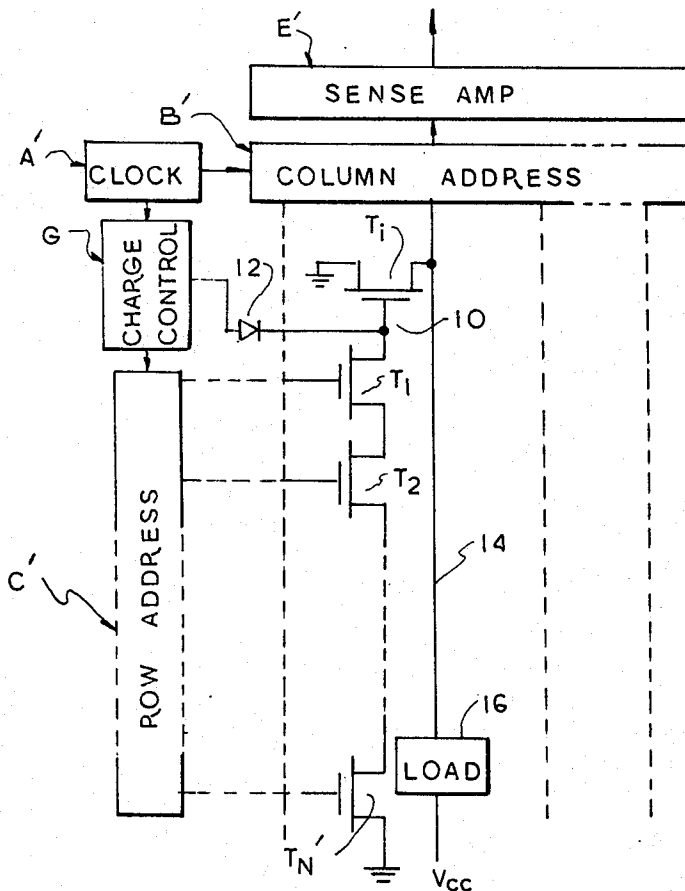 E'
SENSE AMP
B'
A'
CLOCK
COLUMN ADDRESS
G
CHARGE
CONTROL
12
Ti
10
T1
T2
14
C'
ROW ADDRESS
16
LOAD
TN'
VCC